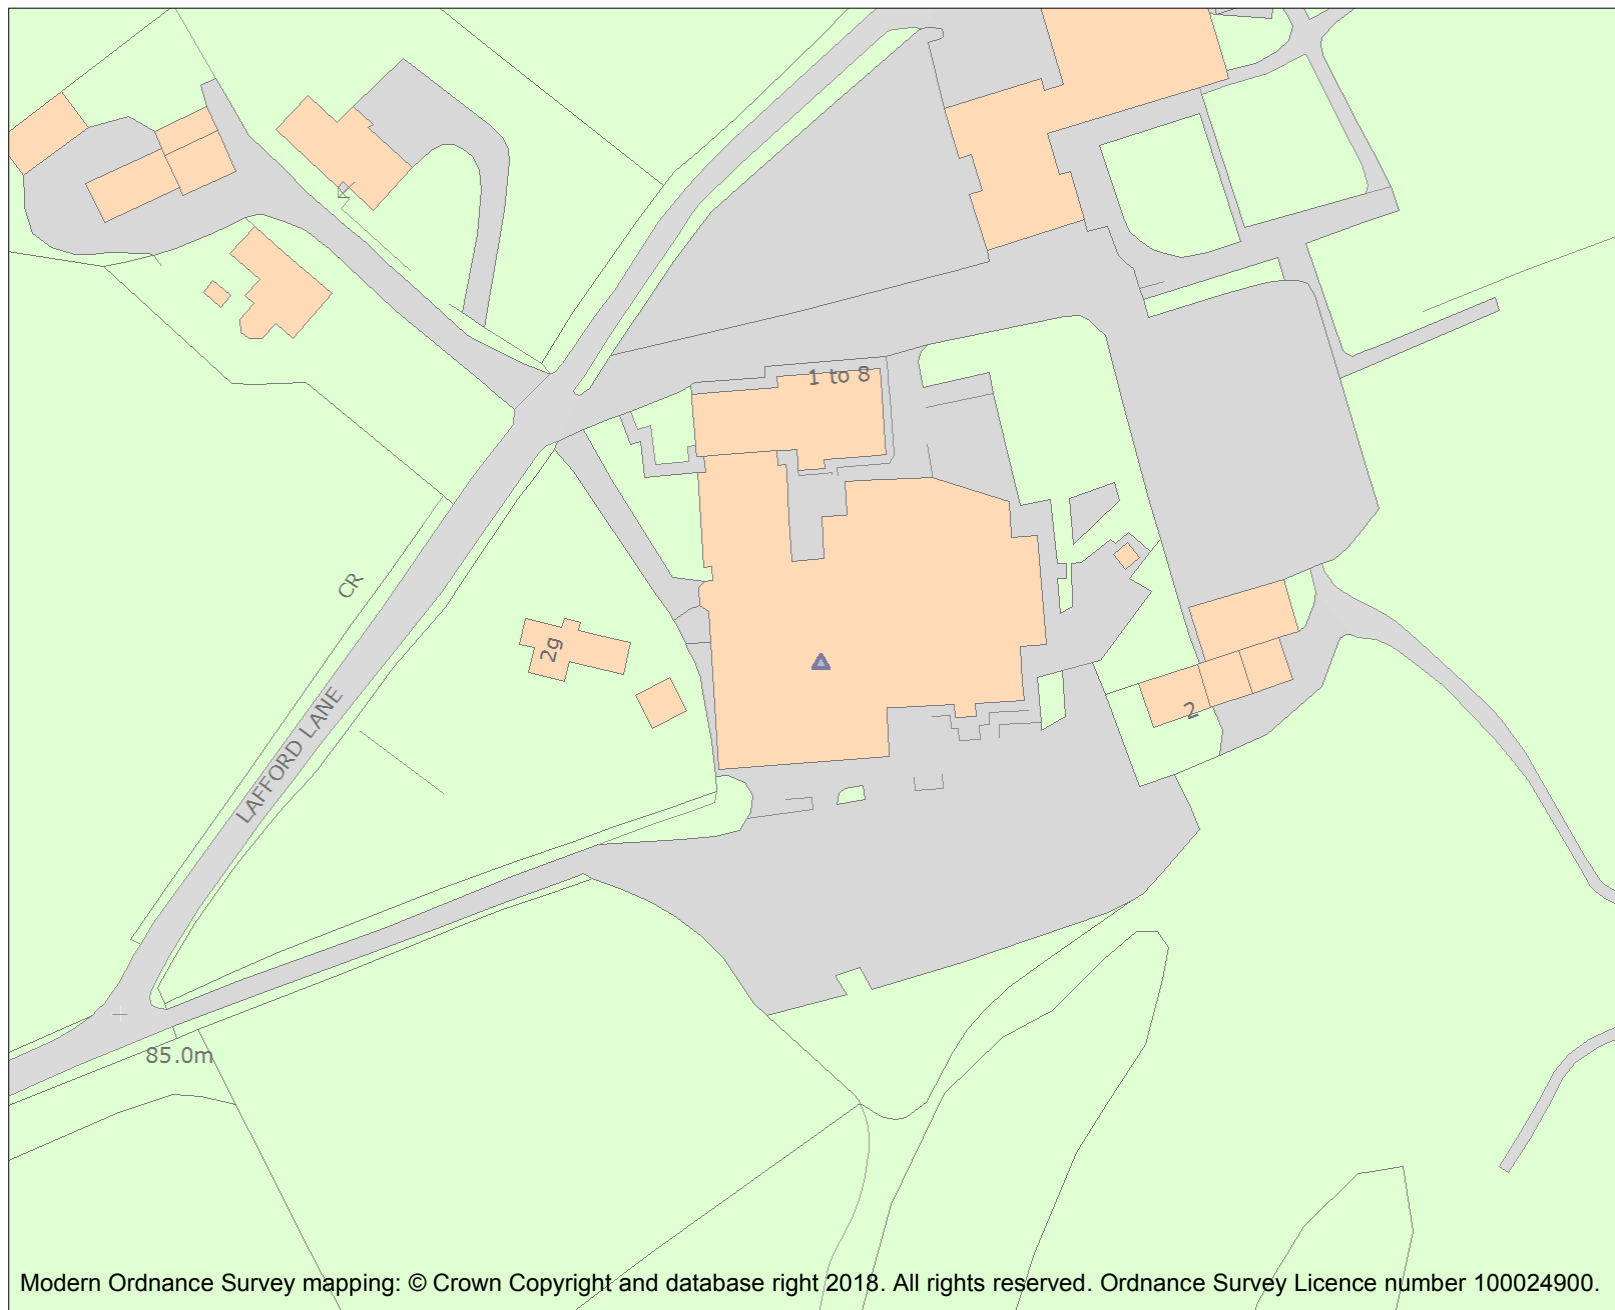 1 to 8
CR
2g
LAFFORD LANE
2
85.0m
Modern Ordnance Survey mapping: © Crown Copyright and database right 2018. All rights reserved. Ordnance Survey Licence number 100024900.